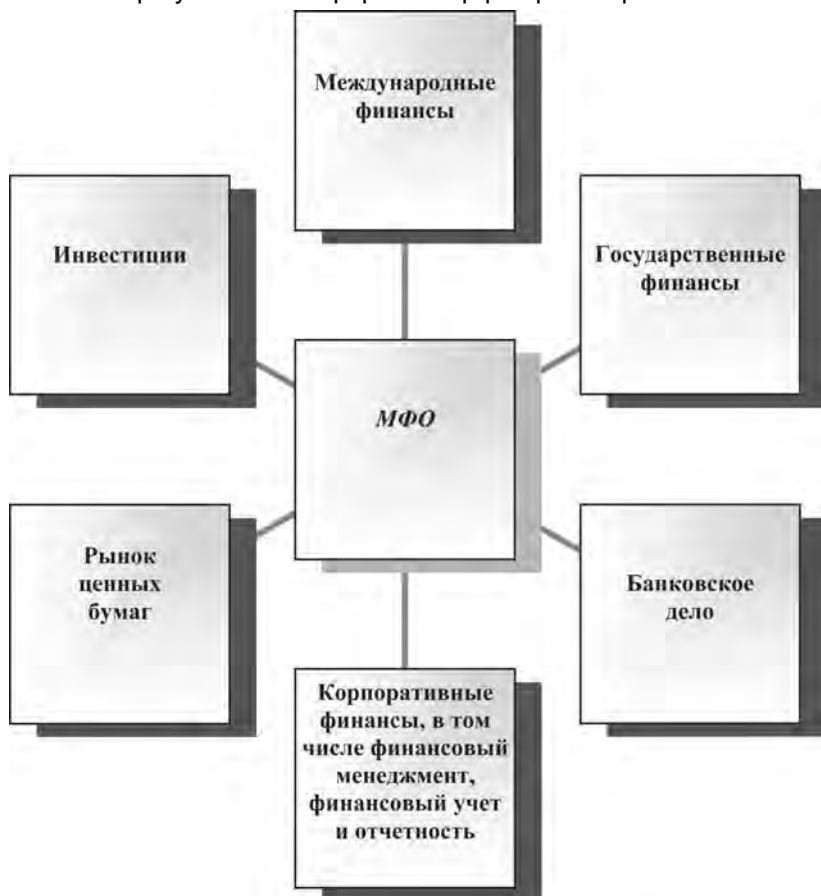 Международные
финансы
Инвестиции
Государственные
финансы
МФО
Рынок
ценных
бумаг
Банковское
дело
Корпоративные
финансы, в том
числе финансовый
менеджмент,
финансовый учет
и отчетность